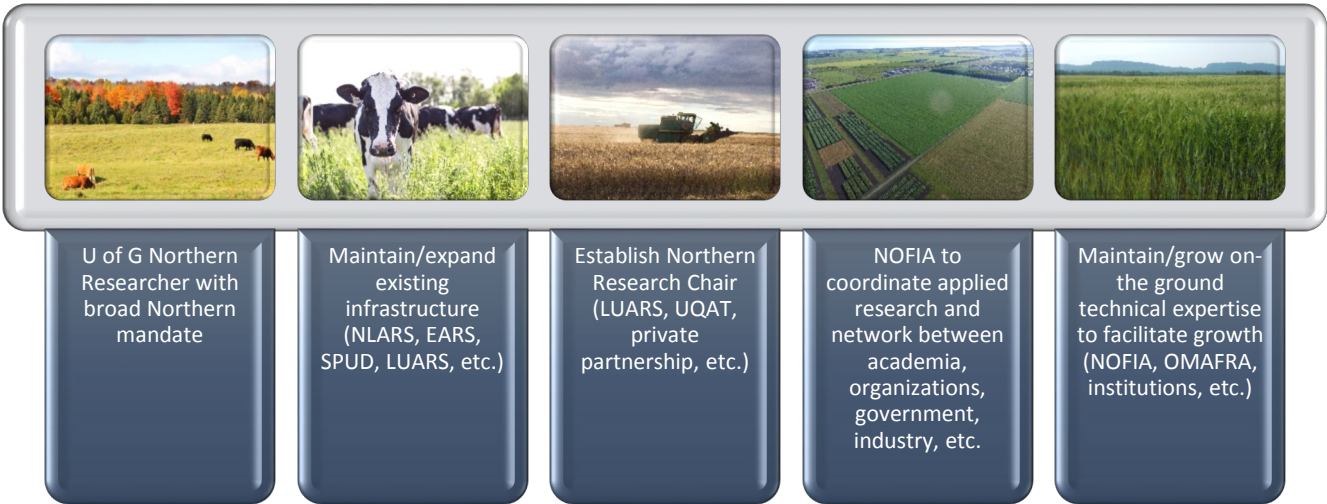 U of G Northern
Researcher with
broad Northern
mandate
Maintain/expand
existing
infrastructure
(NLARS, EARS,
SPUD, LUARS, etc.)
Establish Northern
Research Chair
(LUARS, UQAT,
private
partnership, etc.)
NOFIA to
coordinate applied
research and
network between
academia,
organizations,
government,
industry, etc.
Maintain/grow on-
the ground
technical expertise
to facilitate growth
(NOFIA, OMAFRA,
institutions, etc.)